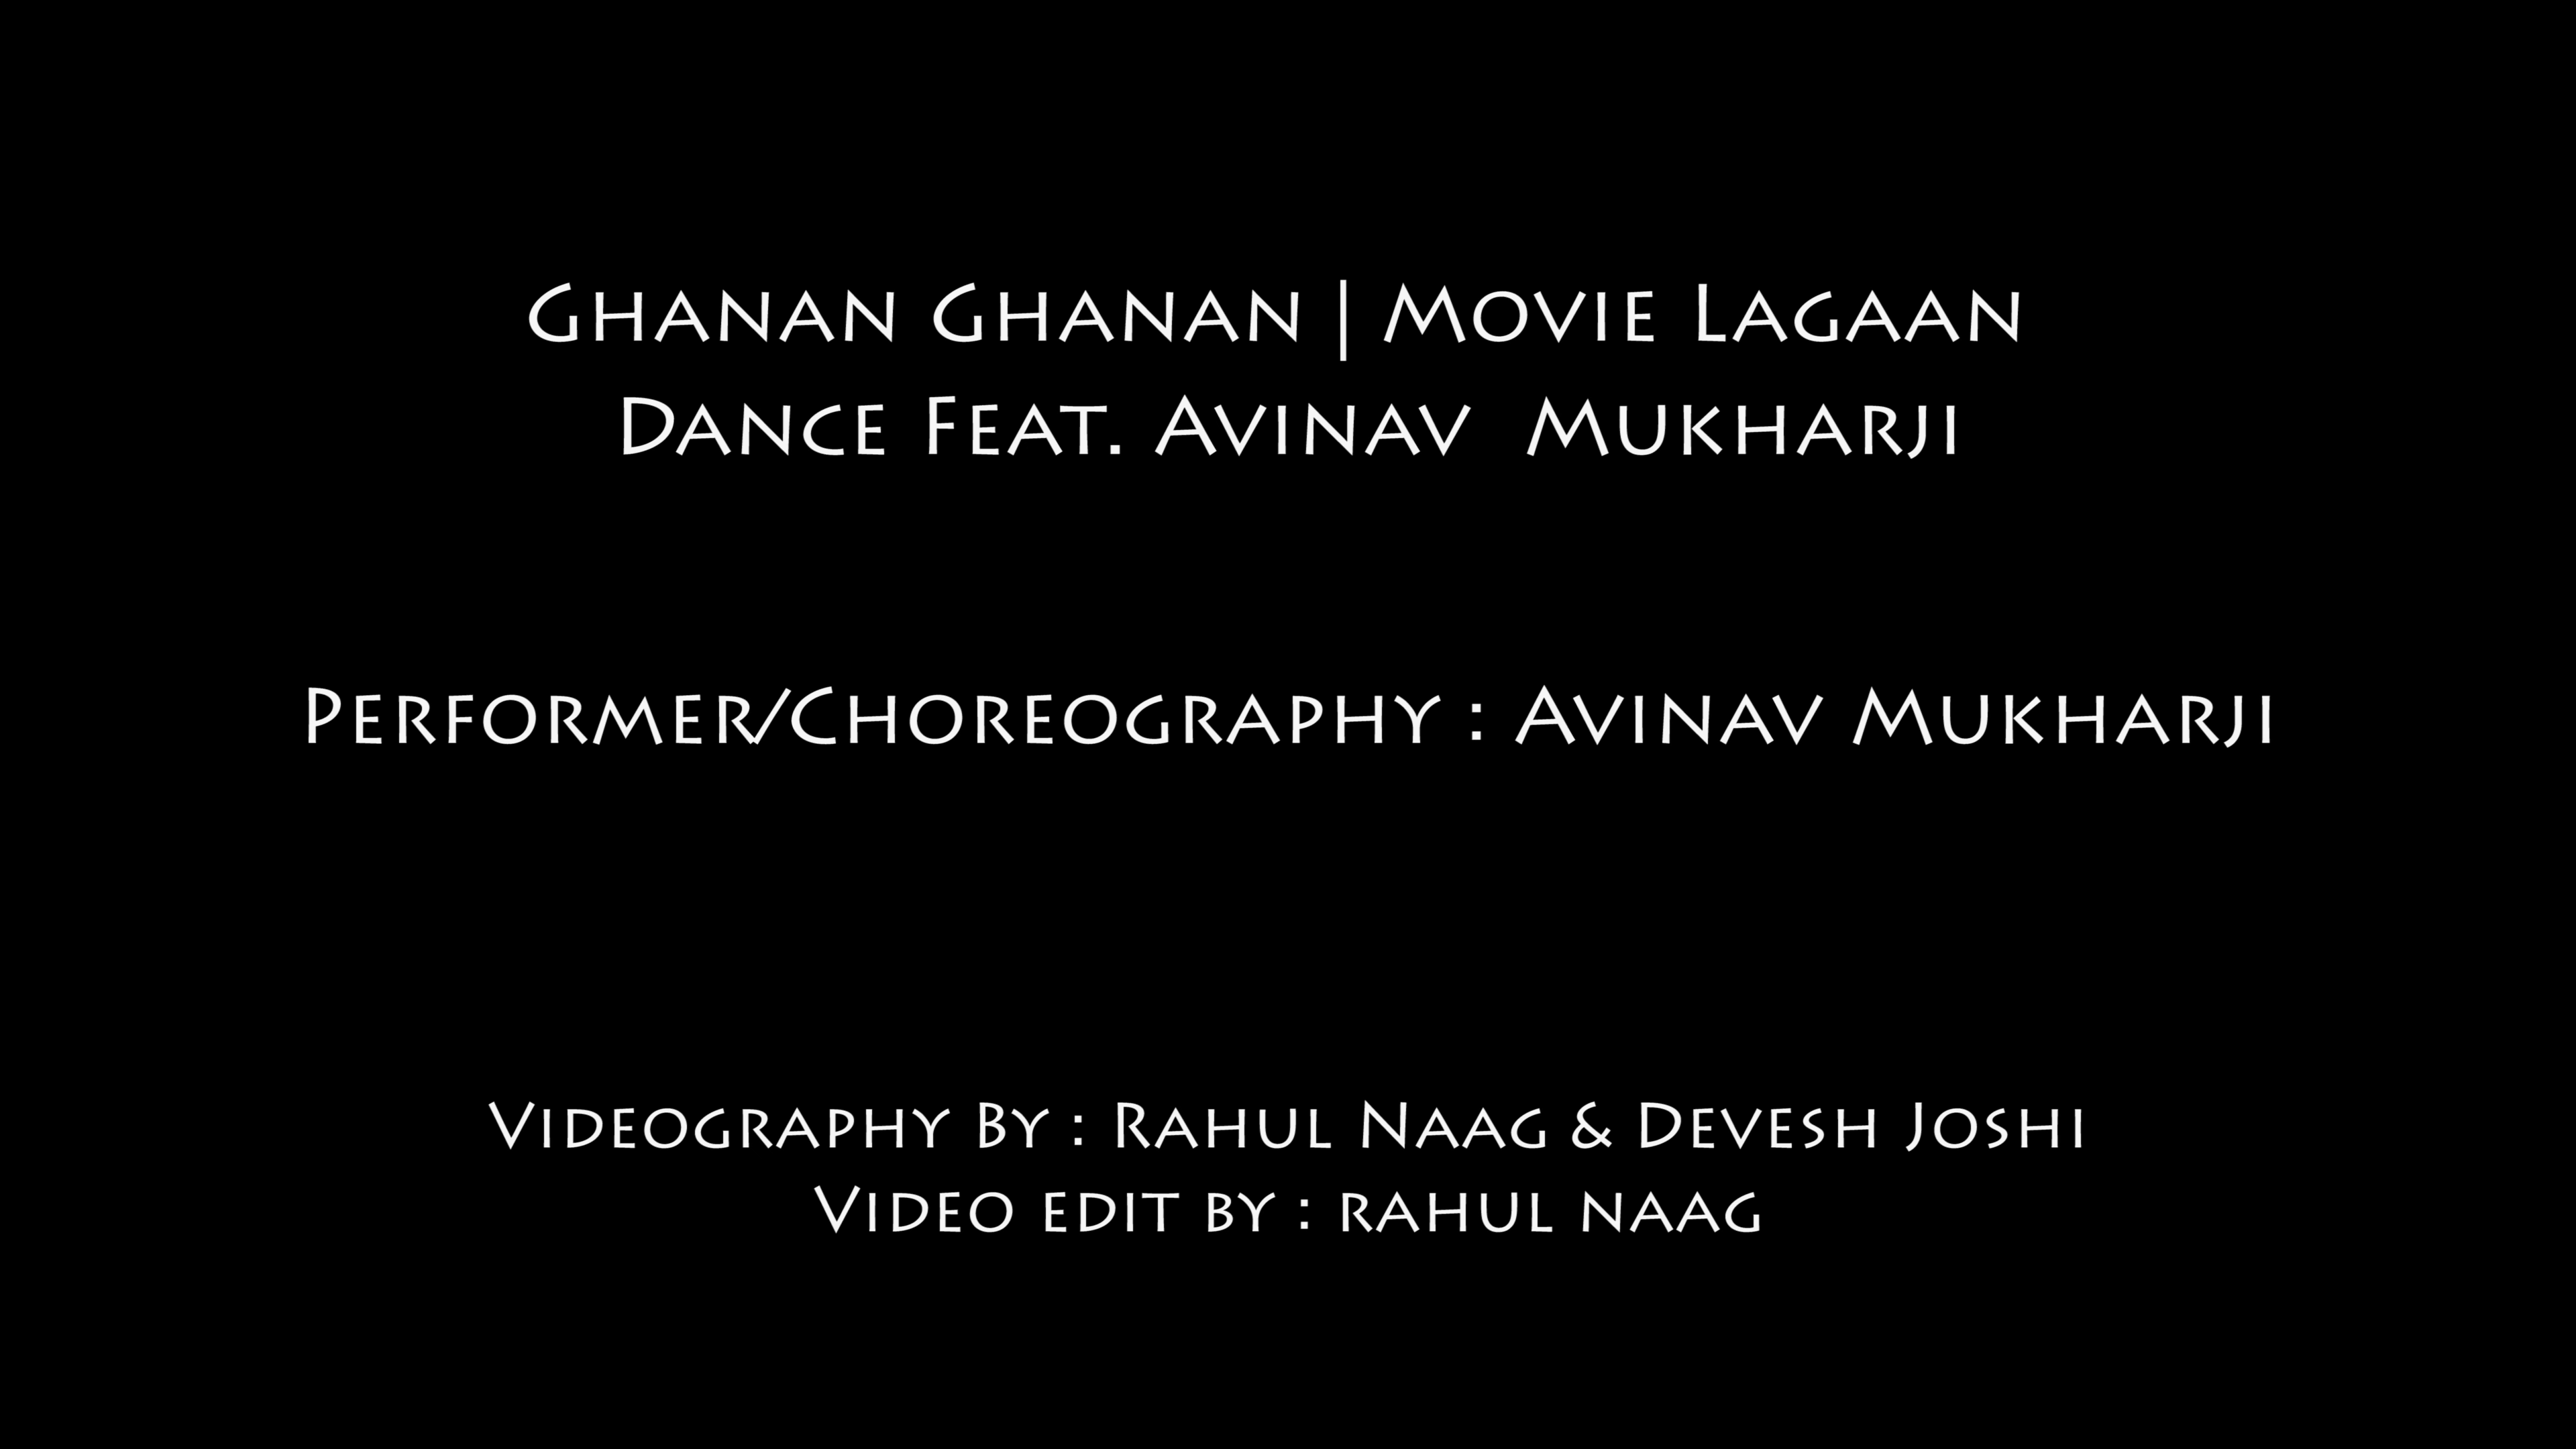 Ghanan Ghanan | Movie Lagaan
Dance Feat. Avinav Mukharji
Performer/Choreography : Avinav Mukharji
Videography By : Rahul Naag & Devesh Joshi
Video edit by : rahul naag